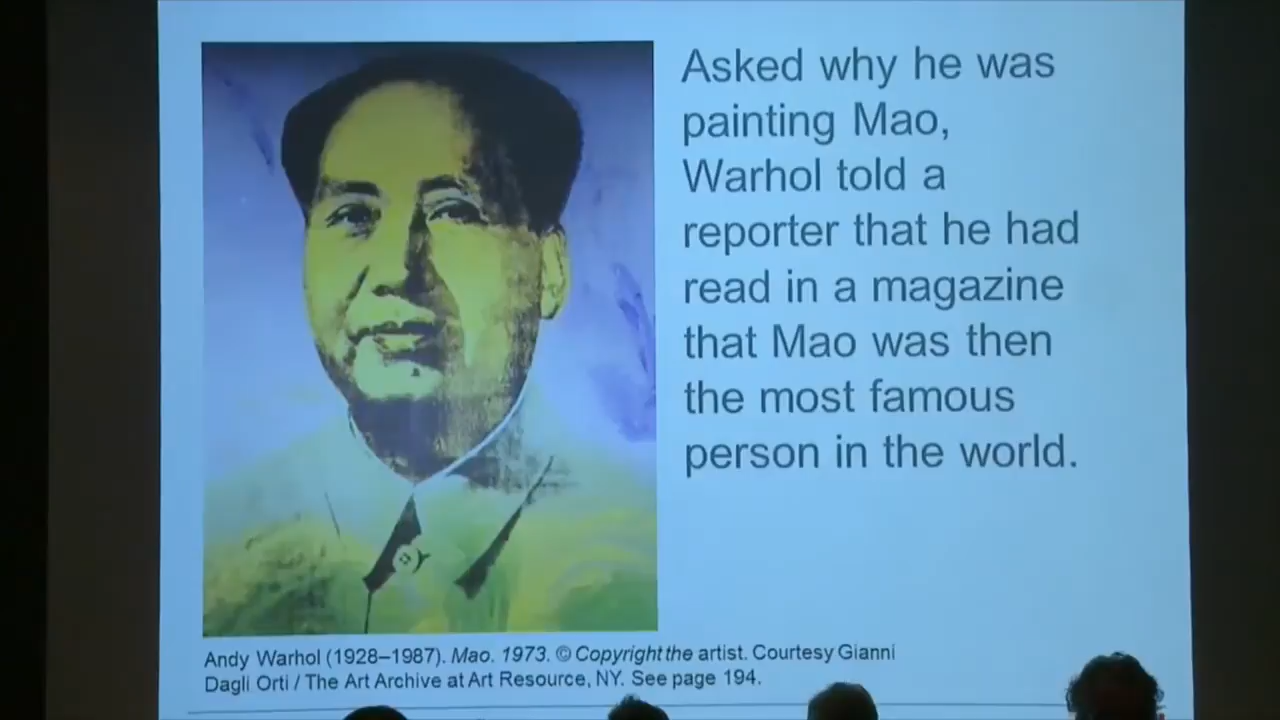 Asked why he was
painting Mao,
Warhol told a
reporter that he had
read in a magazine
that Mao was then
the most famous
person in the world.
Andy Warhol (1928–1987). Mao. 1973. © Copyright the artist. Courtesy Gianni
Dagli Orti / The Art Archive at Art Resource, NY. See page 194.